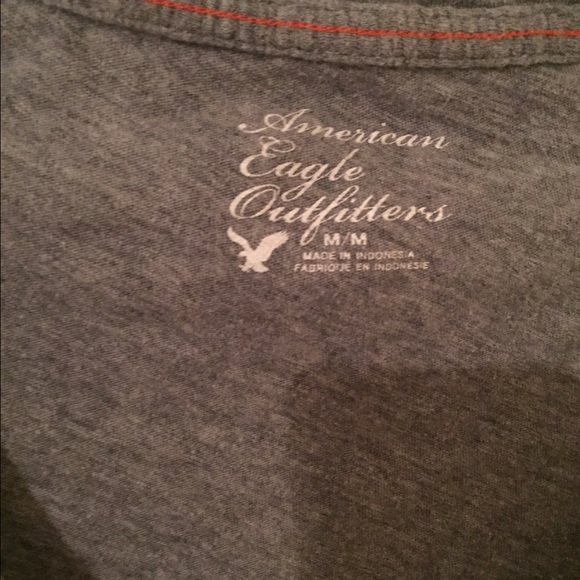 American
Eagle
Outfitters
M/M
MADE IN INDONESIA
FABRIQUE EN INDONESIE